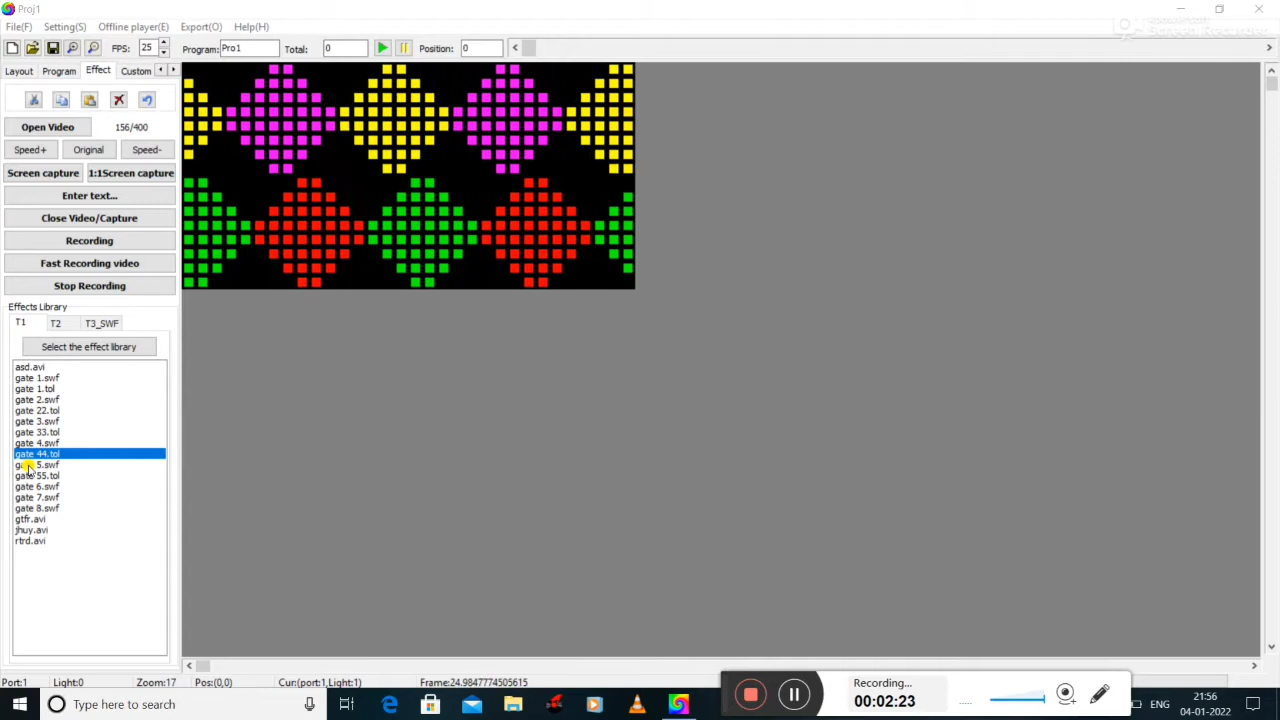 Proj1
File(F) Setting(S) Offline player(E) Export(O) Help(H)
Screen Recorder
FPS: 25 Program: Pro1 Total: 0 Position: 0
Layout Program Effect Custom
Open Video 156/400
Speed+ Original Speed-
Screen capture 1:1Screen capture
Enter text...
Close Video/Capture
Recording
Fast Recording video
Stop Recording
Effects Library
T1 T2 T3_SWF
Select the effect library
asd.avi
gate 1.swf
gate 1.tol
gate 2.swf
gate 22.tol
gate 3.swf
gate 33.tol
gate 4.swf
gate 44.tol
gate 5.swf
gate 55.tol
gate 6.swf
gate 7.swf
gate 8.swf
gtfr.avi
jhuy.avi
rtrd.avi
Port:1 Light:0 Zoom:17 Pos(0,0) Cur:(port1,Light:1) Frame:24.9847774505615
Recording...
00:02:23
Type here to search
ENG
21:56
04-01-2022